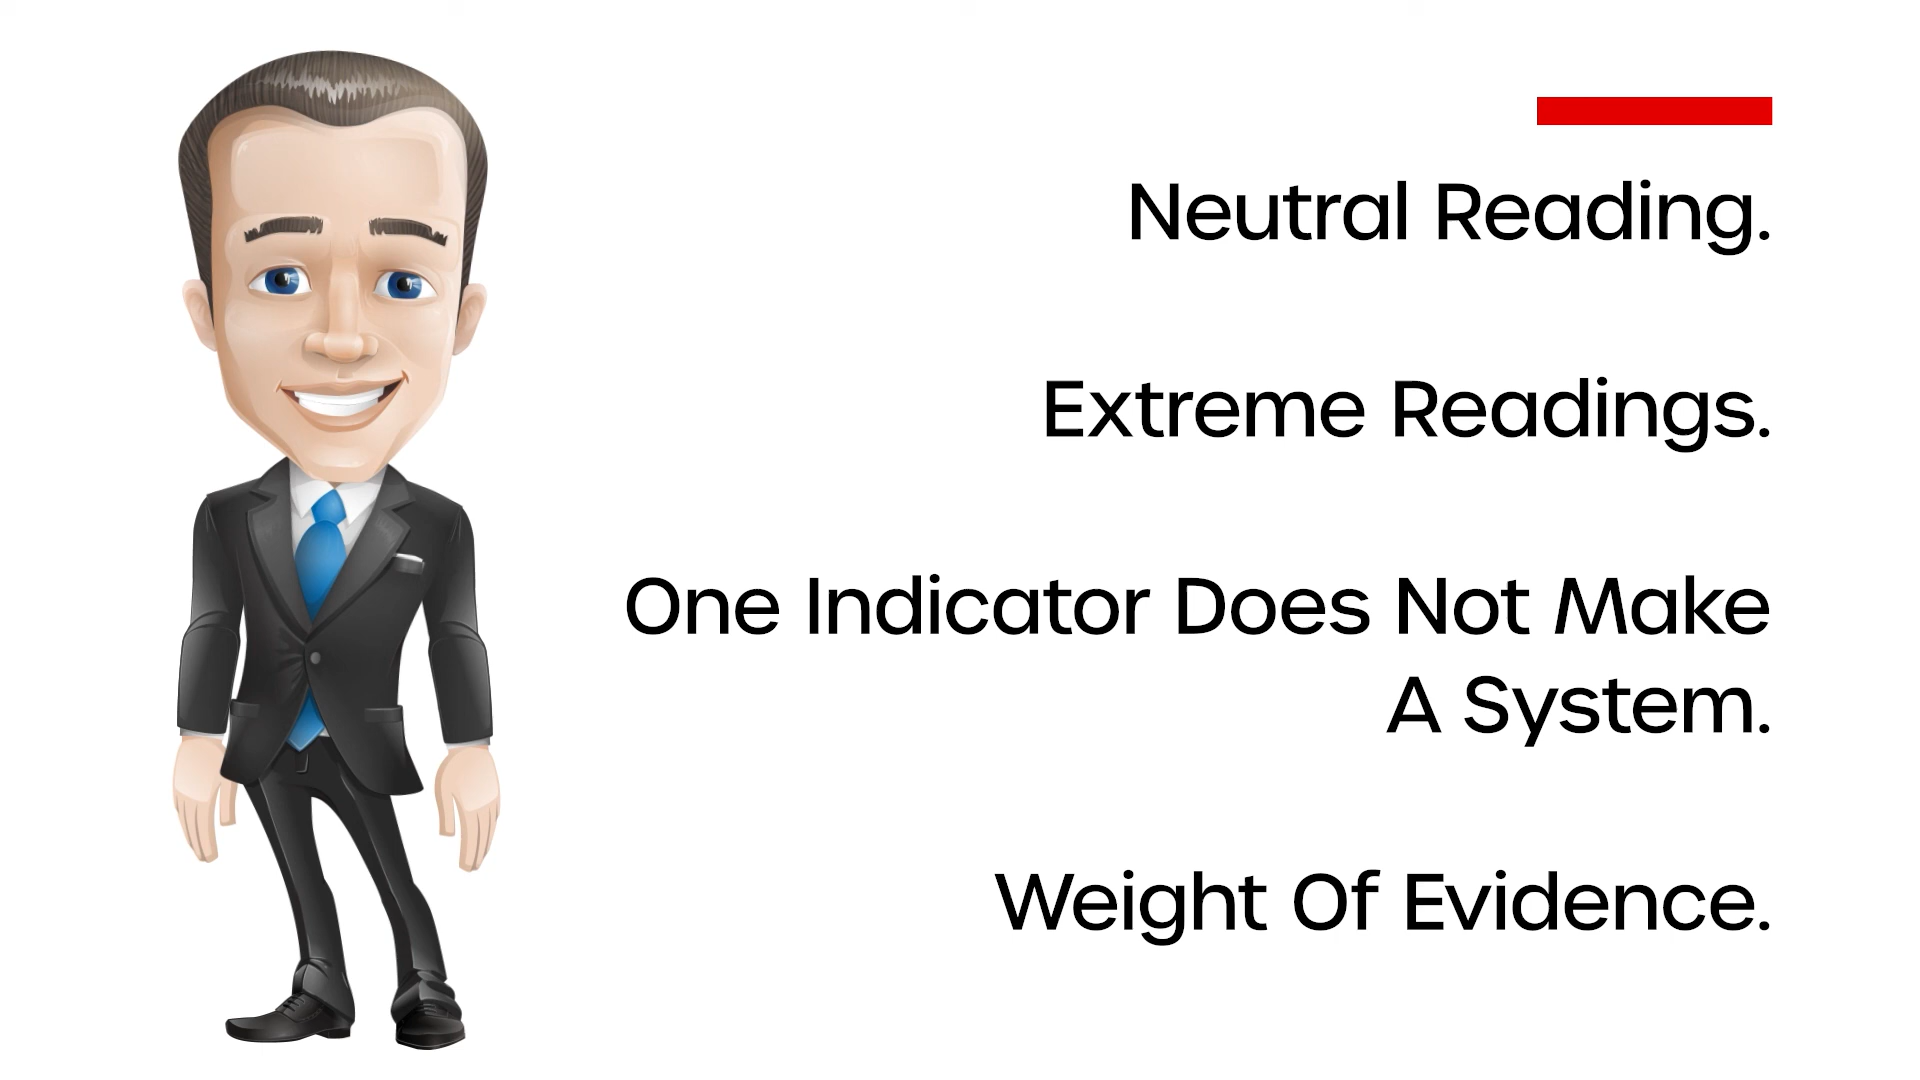 Neutral Reading.
Extreme Readings.
One Indicator Does Not Make
A System.
Weight Of Evidence.